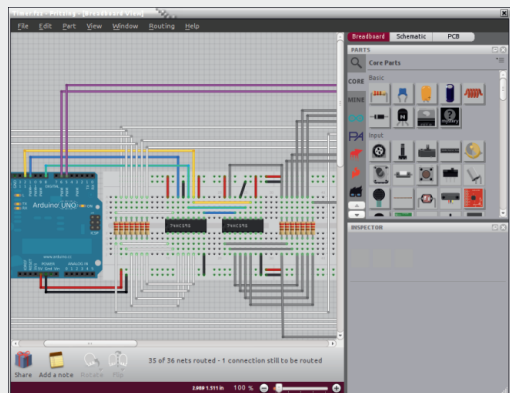 File Edit Part View Window Routing Help
Breadboard Schematic PCB
PARTS
Core Parts
CORE
Basic
MINE
Input
Arduino UNO
74HC595
74HC595
INSPECTOR
35 of 36 nets routed - 1 connection still to be routed
Share Add a note Rotate Flip
100 %